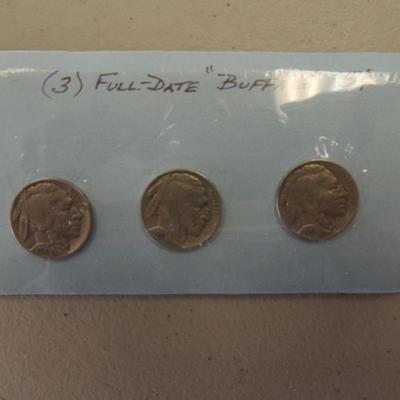 (3) FULL-DATE "BUFF